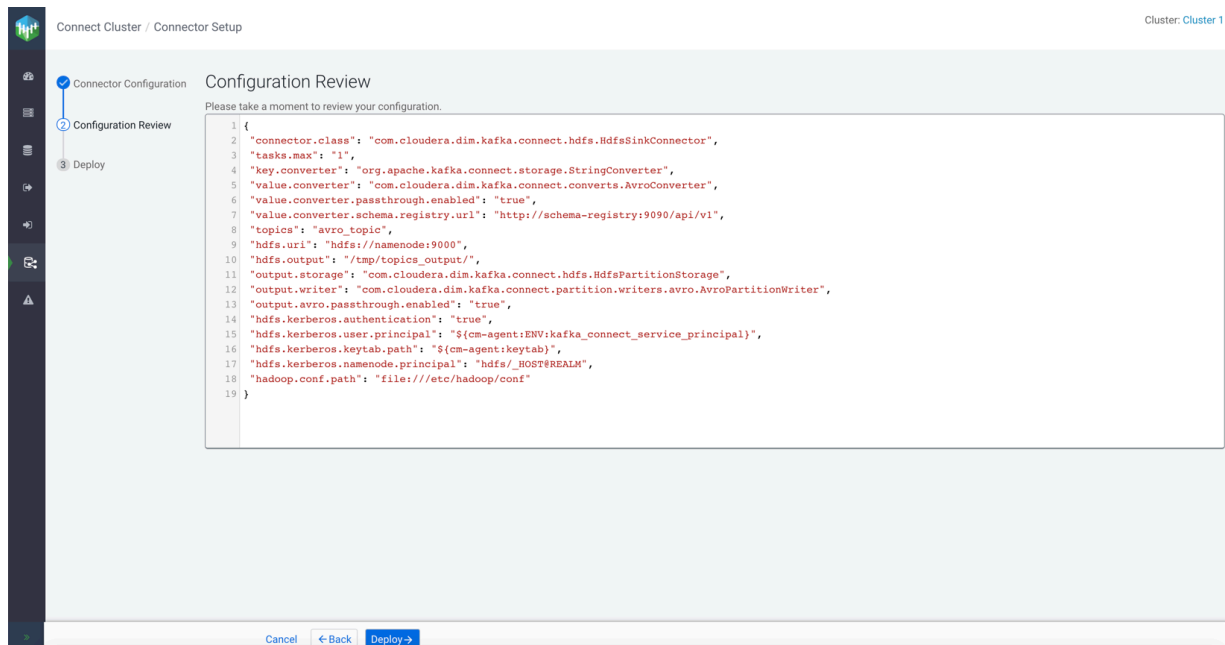 Connect Cluster / Connector Setup
Cluster: Cluster 1
Connector Configuration
2 Configuration Review
3 Deploy
Configuration Review
Please take a moment to review your configuration.
1 {
2 "connector.class": "com.cloudera.dim.kafka.connect.hdfs.HdfsSinkConnector",
3 "tasks.max": "1",
4 "key.converter": "org.apache.kafka.connect.storage.StringConverter",
5 "value.converter": "com.cloudera.dim.kafka.connect.converts.AvroConverter",
6 "value.converter.passthrough.enabled": "true",
7 "value.converter.schema.registry.url": "http://schema-registry:9090/api/v1",
8 "topics": "avro_topic",
9 "hdfs.uri": "hdfs://namenode:9000",
10 "hdfs.output": "/tmp/topics_output/",
11 "output.storage": "com.cloudera.dim.kafka.connect.hdfs.HdfsPartitionStorage",
12 "output.writer": "com.cloudera.dim.kafka.connect.partition.writers.avro.AvroPartitionWriter",
13 "output.avro.passthrough.enabled": "true",
14 "hdfs.kerberos.authentication": "true",
15 "hdfs.kerberos.user.principal": "${cm-agent:ENV:kafka_connect_service_principal}",
16 "hdfs.kerberos.keytab.path": "${cm-agent:keytab}",
17 "hdfs.kerberos.namenode.principal": "hdfs/_HOST@REALM",
18 "hadoop.conf.path": "file:///etc/hadoop/conf"
19 }
Cancel ← Back Deploy →